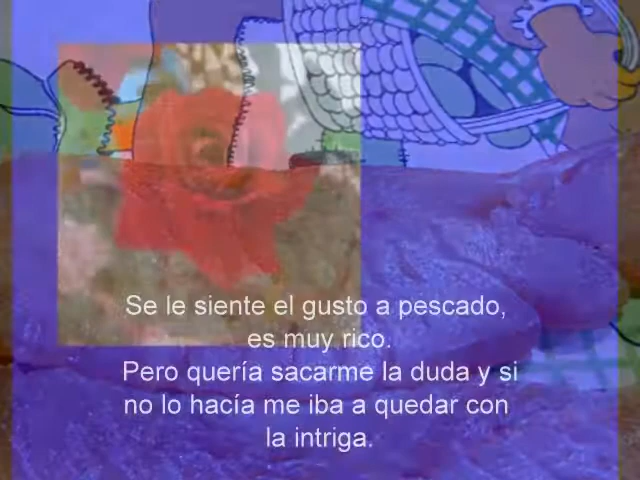 Se le siente el gusto a pescado,
es muy rico.
Pero quería sacarme la duda y si
no lo hacía me iba a quedar con
la intriga.